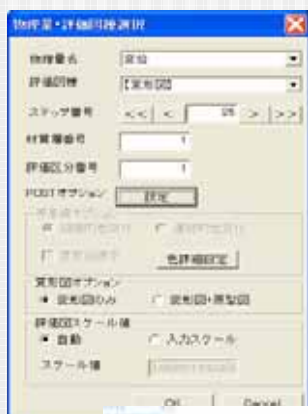 物理量・評価図種選択
物理量名 変位
評価図種 【変形図】
ステップ番号 << < 25 > >>
材質種番号 1
評価区分番号 1
POSTオプション 設定
色詳細設定
変形図オプション
変形図のみ 変形図+原型図
評価図スケール値
自動 入力スケール
スケール値
OK Cancel